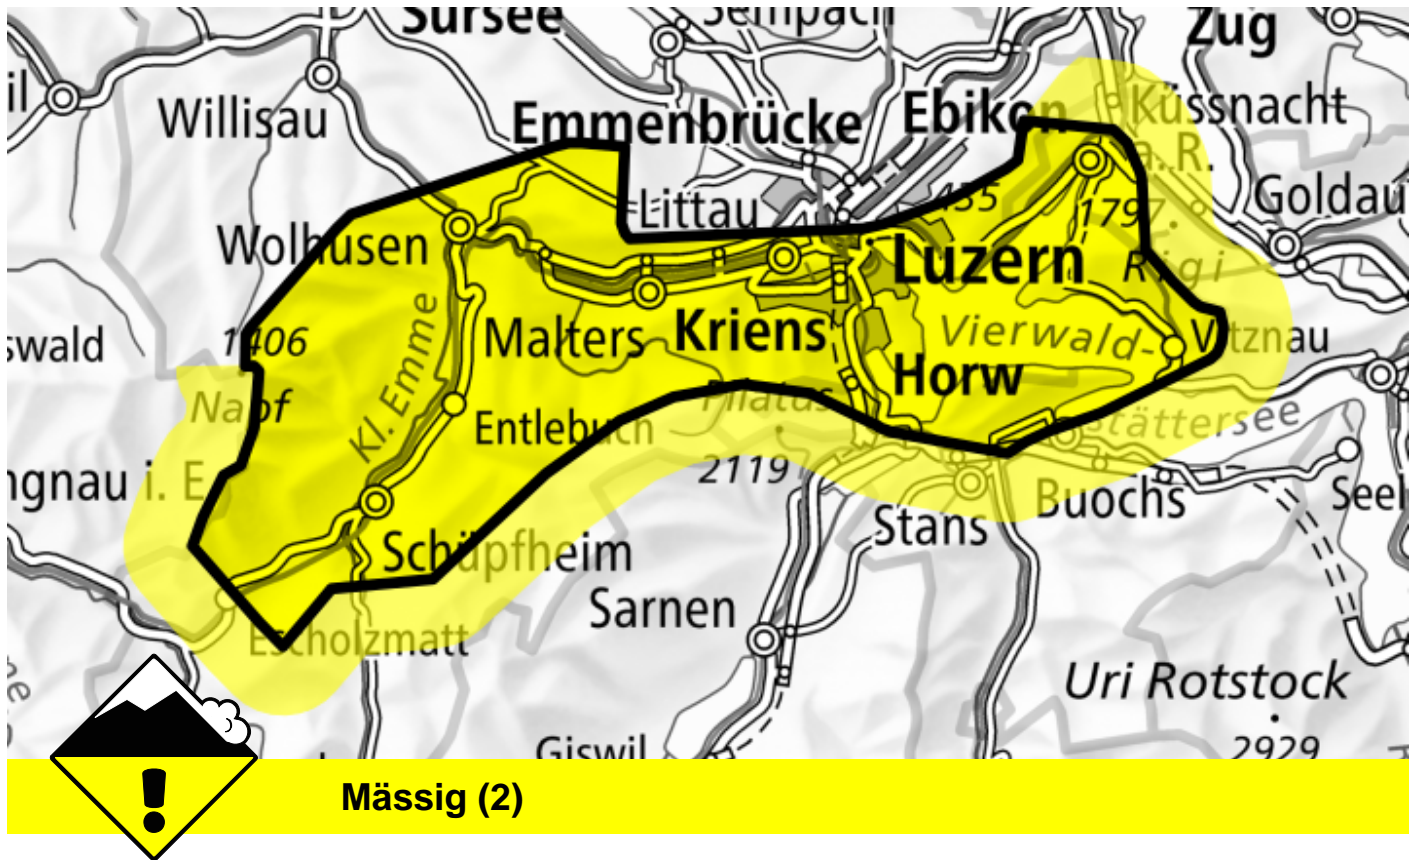 Sursee
Sempach
Zug
il
Willisau
Emmenbrücke
Ebikon
Küssnacht
a. R.
Littau
435
1797
Goldau
Wolhusen
Luzern
Rigi
swald
1406
Malters
Kriens
Vierwald-
Vitznau
Napf
Kl. Emme
Horw
Pilatus
Entlebuch
stättersee
ngnau i. E.
2119
Buochs
Seel
Stans
Schüpfheim
Sarnen
Escholzmatt
Uri Rotstock
2929
Giswil
Mässig (2)